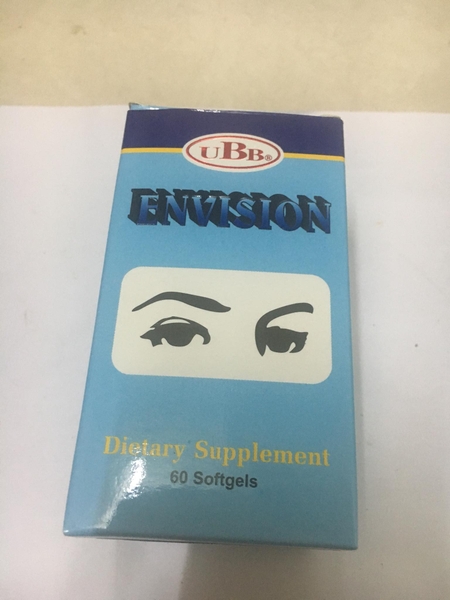 UBB®
ENVISION
Dietary Supplement
60 Softgels